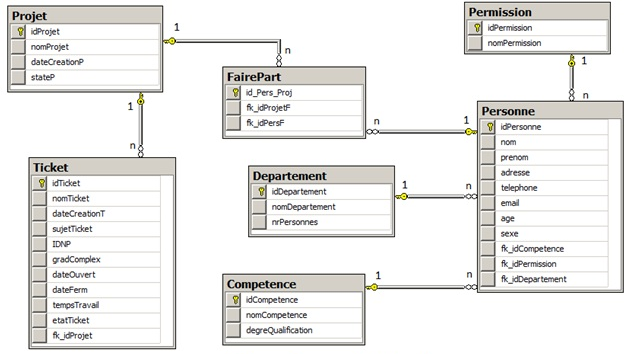 Projet
idProjet
nomProjet
dateCreationP
stateP
1
n
1
n
Permission
idPermission
nomPermission
1
n
FairePart
id_Pers_Proj
fk_idProjetF
fk_idPersF
n
1
Personne
idPersonne
nom
prenom
adresse
telephone
email
age
sexe
fk_idCompetence
fk_idPermission
fk_idDepartement
Ticket
idTicket
nomTicket
dateCreationT
sujetTicket
IDNP
gradComplex
dateOuvert
dateFerm
tempsTravail
etatTicket
fk_idProjet
Departement
idDepartement
nomDepartement
nrPersonnes
1
n
Competence
idCompetence
nomCompetence
degreQualification
1
n